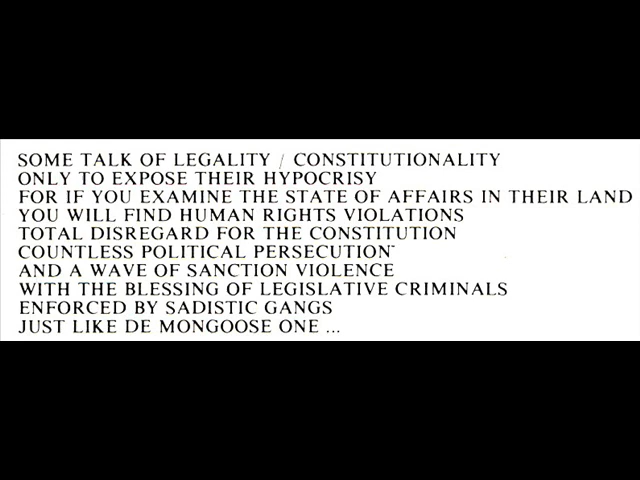 SOME TALK OF LEGALITY / CONSTITUTIONALITY
ONLY TO EXPOSE THEIR HYPOCRISY
FOR IF YOU EXAMINE THE STATE OF AFFAIRS IN THEIR LAND
YOU WILL FIND HUMAN RIGHTS VIOLATIONS
TOTAL DISREGARD FOR THE CONSTITUTION
COUNTLESS POLITICAL PERSECUTION
AND A WAVE OF SANCTION VIOLENCE
WITH THE BLESSING OF LEGISLATIVE CRIMINALS
ENFORCED BY SADISTIC GANGS
JUST LIKE DE MONGOOSE ONE ...